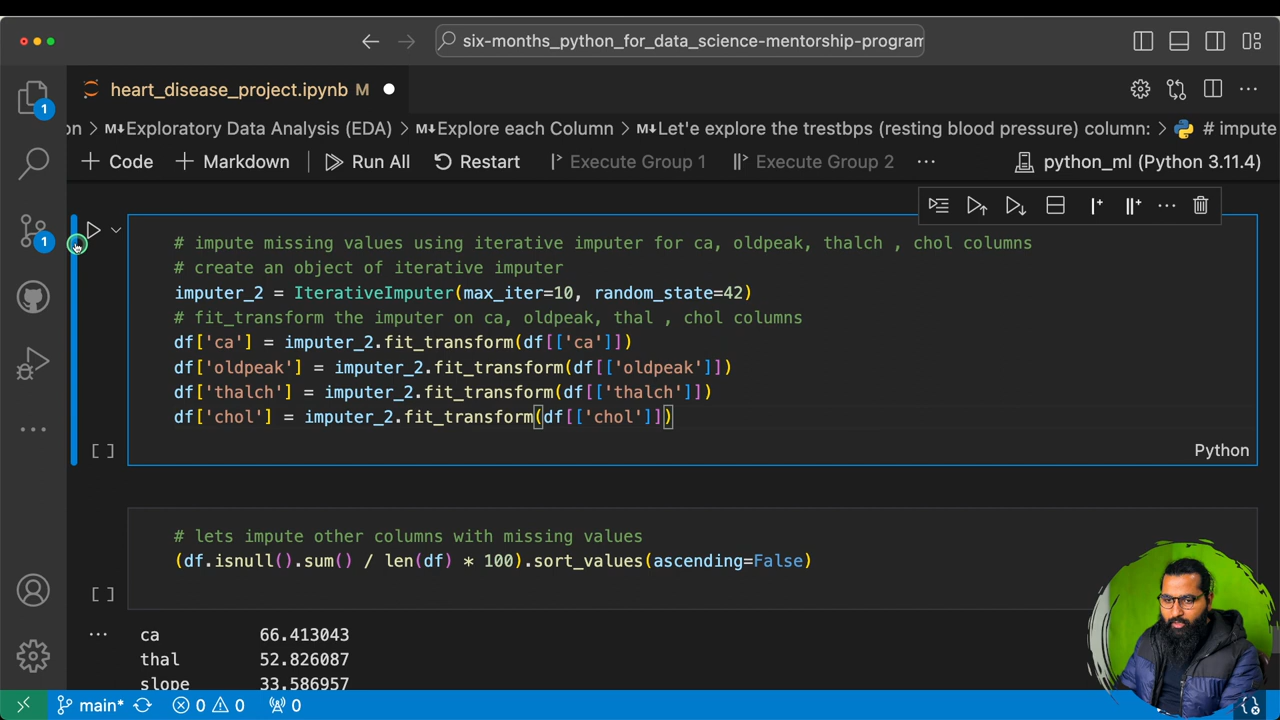 six-months_python_for_data_science-mentorship-program
heart_disease_project.ipynb M
1
on > M↓Exploratory Data Analysis (EDA) > M↓Explore each Column > M↓Let'e explore the trestbps (resting blood pressure) column: > # impute
+ Code + Markdown Run All Restart Execute Group 1 Execute Group 2 ... python_ml (Python 3.11.4)
1
# impute missing values using iterative imputer for ca, oldpeak, thalch , chol columns
# create an object of iterative imputer
imputer_2 = IterativeImputer(max_iter=10, random_state=42)
# fit_transform the imputer on ca, oldpeak, thal , chol columns
df['ca'] = imputer_2.fit_transform(df[['ca']])
df['oldpeak'] = imputer_2.fit_transform(df[['oldpeak']])
df['thalch'] = imputer_2.fit_transform(df[['thalch']])
df['chol'] = imputer_2.fit_transform(df[['chol']])
[ ]
Python
# lets impute other columns with missing values
(df.isnull().sum() / len(df) * 100).sort_values(ascending=False)
[ ]
... ca 66.413043
thal 52.826087
slope 33.586957
main* 0 0 0